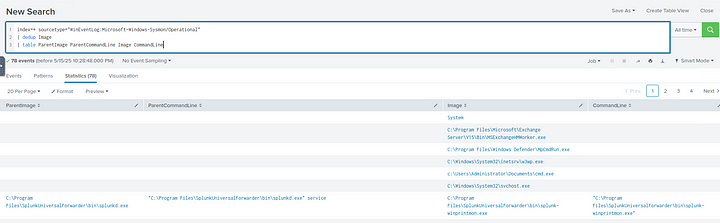 New Search
Save As
Create Table View
Close
1 index=* sourcetype="WinEventLog:Microsoft-Windows-Sysmon/Operational"
2 | dedup Image
3 | table ParentImage ParentCommandLine Image CommandLine
All time
78 events (before 5/15/25 10:28:48.000 PM)
No Event Sampling
Job
Smart Mode
Events
Patterns
Statistics (78)
Visualization
20 Per Page
Format
Preview
‹ Prev
1
2
3
4
Next ›
ParentImage
ParentCommandLine
Image
CommandLine
System
C:\Program Files\Microsoft\Exchange
Server\V15\Bin\MSExchangeHMWorker.exe
C:\Program Files\Windows Defender\MpCmdRun.exe
C:\Windows\System32\inetsrv\w3wp.exe
c:\Users\Administrator\Documents\cmd.exe
C:\Windows\System32\svchost.exe
C:\Program
Files\SplunkUniversalForwarder\bin\splunkd.exe
"C:\Program Files\SplunkUniversalForwarder\bin\splunkd.exe" service
C:\Program
Files\SplunkUniversalForwarder\bin\splunk-
winprintmon.exe
"C:\Program
Files\SplunkUniversalForwarder\bin\splunk-
winprintmon.exe"